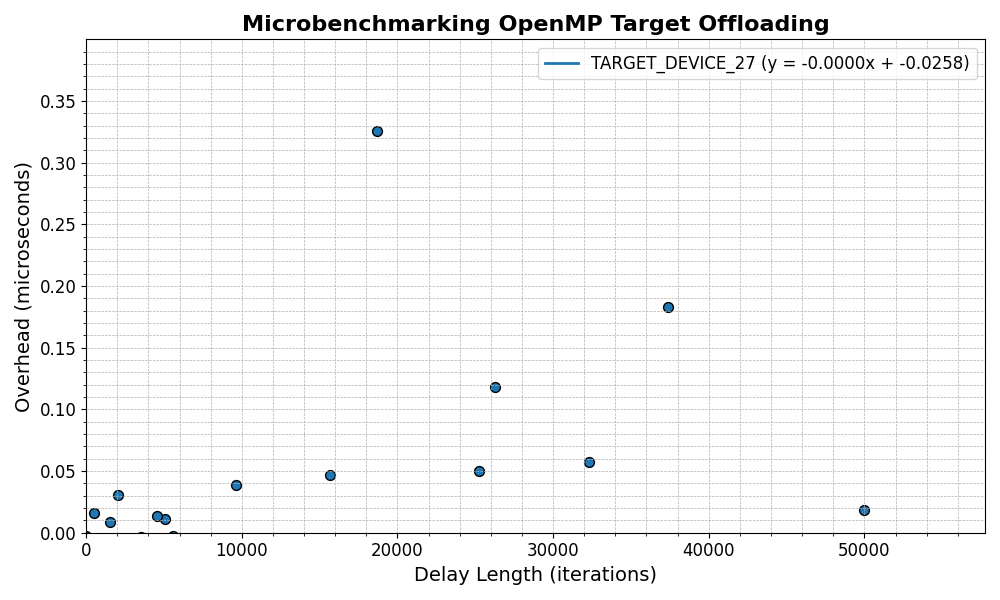 Microbenchmarking OpenMP Target Offloading
TARGET_DEVICE_27 (y = -0.0000x + -0.0258)
Overhead (microseconds)
0.35
0.30
0.25
0.20
0.15
0.10
0.05
0.00
0 10000 20000 30000 40000 50000
Delay Length (iterations)